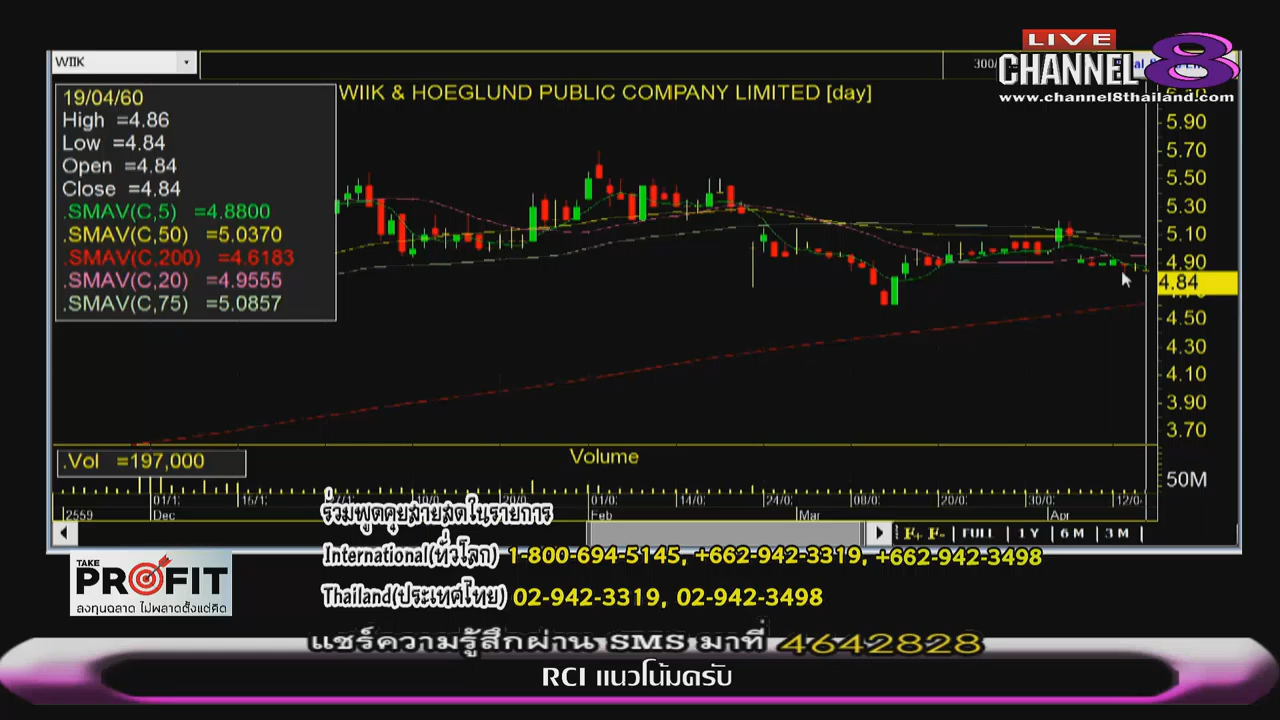 LIVE
CHANNEL 8
www.channel8thailand.com
WIIK
WIIK & HOEGLUND PUBLIC COMPANY LIMITED [day]
19/04/60
High =4.86
Low =4.84
Open =4.84
Close =4.84
.SMAV(C,5) =4.8800
.SMAV(C,50) =5.0370
.SMAV(C,200) =4.6183
.SMAV(C,20) =4.9555
.SMAV(C,75) =5.0857
5.90
5.70
5.50
5.30
5.10
4.90
4.84
4.50
4.30
4.10
3.90
3.70
.Vol =197,000
Volume
50M
2559 Dec Feb Mar Apr
F+ F- FULL 1 Y 6 M 3 M
ร่วมพูดคุยสายสดในรายการ
International(ทั่วโลก) 1-800-694-5145, +662-942-3319, +662-942-3498
Thailand(ประเทศไทย) 02-942-3319, 02-942-3498
TAKE
PROFIT
ลงทุนฉลาด ไม่พลาดตั้งแต่คิด
แชร์ความรู้สึกผ่าน SMS มาที่ 4642828
RCI แนวโน้มครับ